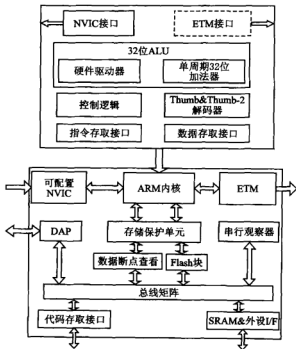 NVIC接口
ETM接口
32位ALU
硬件驱动器
单周期32位
加法器
控制逻辑
Thumb&Thumb-2
解码器
指令存取接口
数据存取接口
可配置
NVIC
ARM内核
ETM
DAP
存储保护单元
串行观察器
数据断点查看
Flash块
总线矩阵
代码存取接口
SRAM&外设I/F